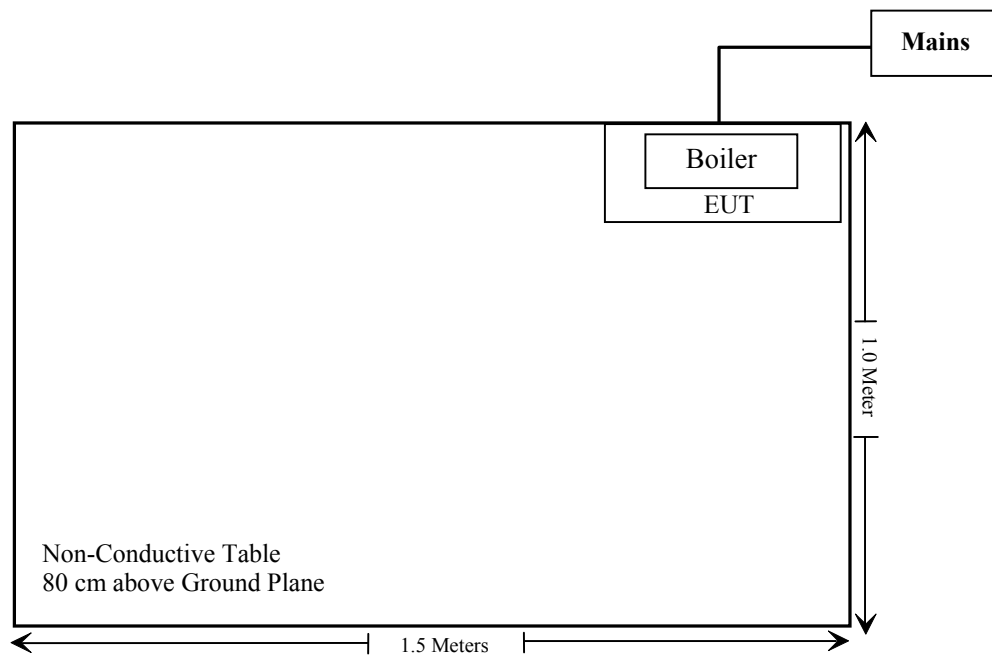 Mains
Boiler
EUT
1.0 Meter
Non-Conductive Table
80 cm above Ground Plane
1.5 Meters